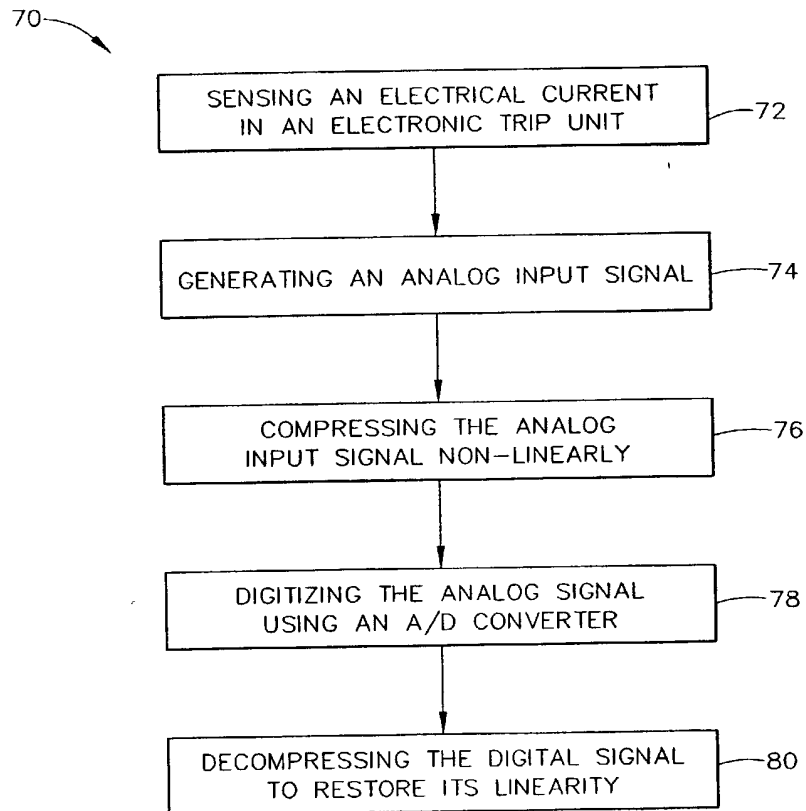 70
SENSING AN ELECTRICAL CURRENT
IN AN ELECTRONIC TRIP UNIT
72
GENERATING AN ANALOG INPUT SIGNAL
74
COMPRESSING THE ANALOG
INPUT SIGNAL NON-LINEARLY
76
DIGITIZING THE ANALOG SIGNAL
USING AN A/D CONVERTER
78
DECOMPRESSING THE DIGITAL SIGNAL
TO RESTORE ITS LINEARITY
80